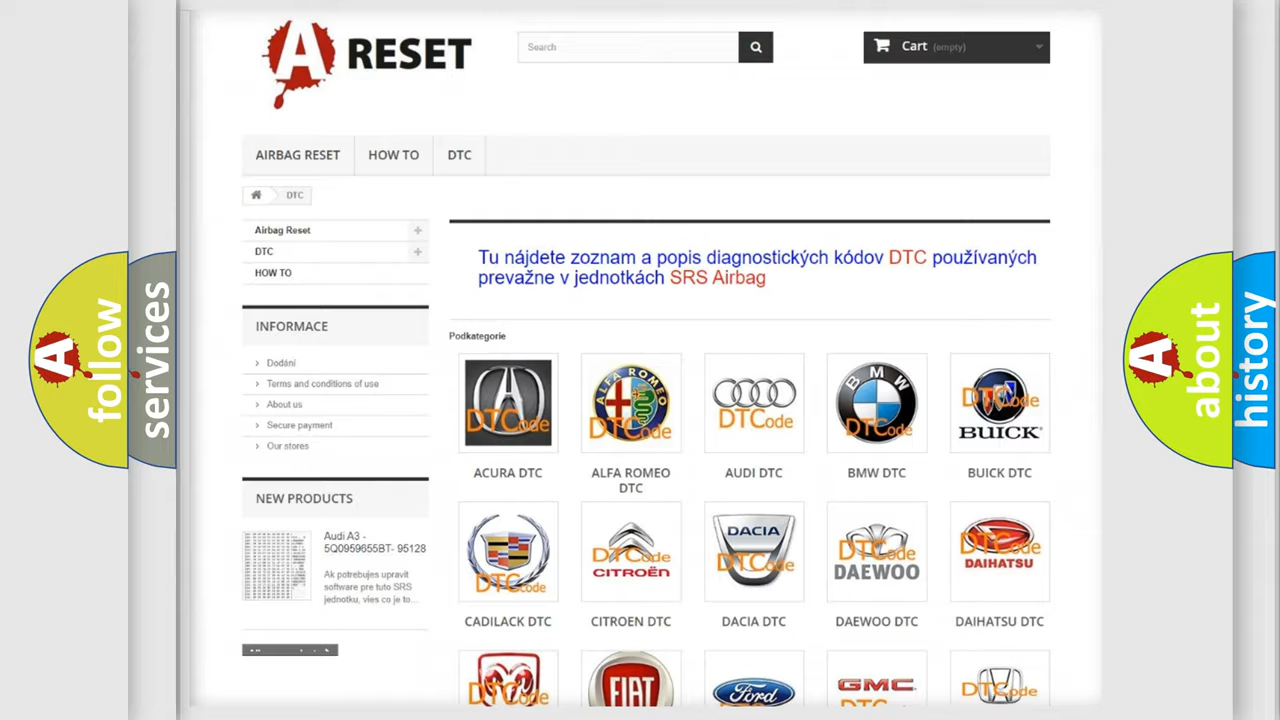 A RESET
Search
Cart (empty)
AIRBAG RESET
HOW TO
DTC
DTC
Airbag Reset
DTC
HOW TO
INFORMACE
Dodání
Terms and conditions of use
About us
Secure payment
Our stores
NEW PRODUCTS
Audi A3 -
5Q0959655BT- 95128
Ak potrebujes upravit
software pre tuto SRS
jednotku, vies co je to...
Tu nájdete zoznam a popis diagnostických kódov DTC používaných
prevažne v jednotkách SRS Airbag
Podkategorie
DTCode
ALFA ROMEO
DTCode
DTCode
BMW
DTCode
DTCode
BUICK
ACURA DTC
ALFA ROMEO
DTC
AUDI DTC
BMW DTC
BUICK DTC
DTCode
DTCode
CITROËN
DACIA
DTCode
DTCode
DAEWOO
DTCode
DAIHATSU
CADILACK DTC
CITROEN DTC
DACIA DTC
DAEWOO DTC
DAIHATSU DTC
DTCode
FIAT
Ford
GMC
DTCode
A follow
services
A about
history